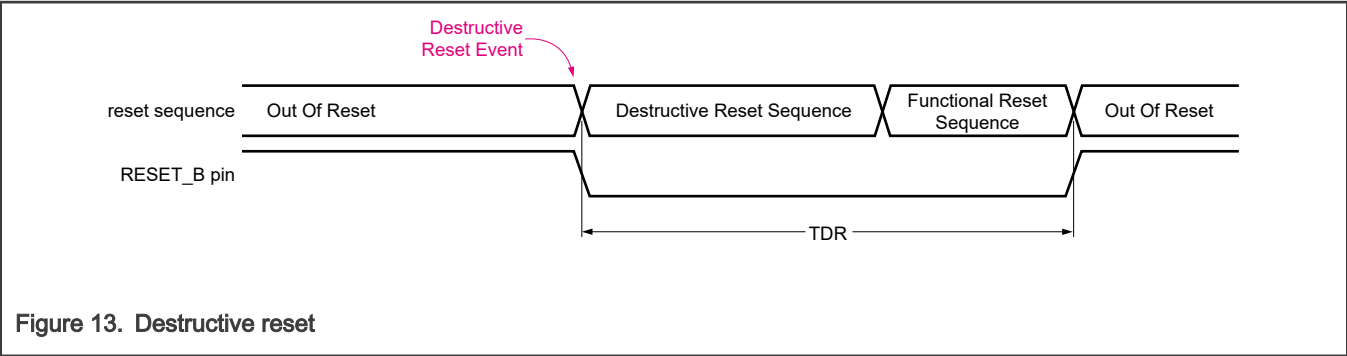 Destructive
Reset Event
reset sequence
Out Of Reset
Destructive Reset Sequence
Functional Reset
Sequence
Out Of Reset
RESET_B pin
TDR
Figure 13. Destructive reset